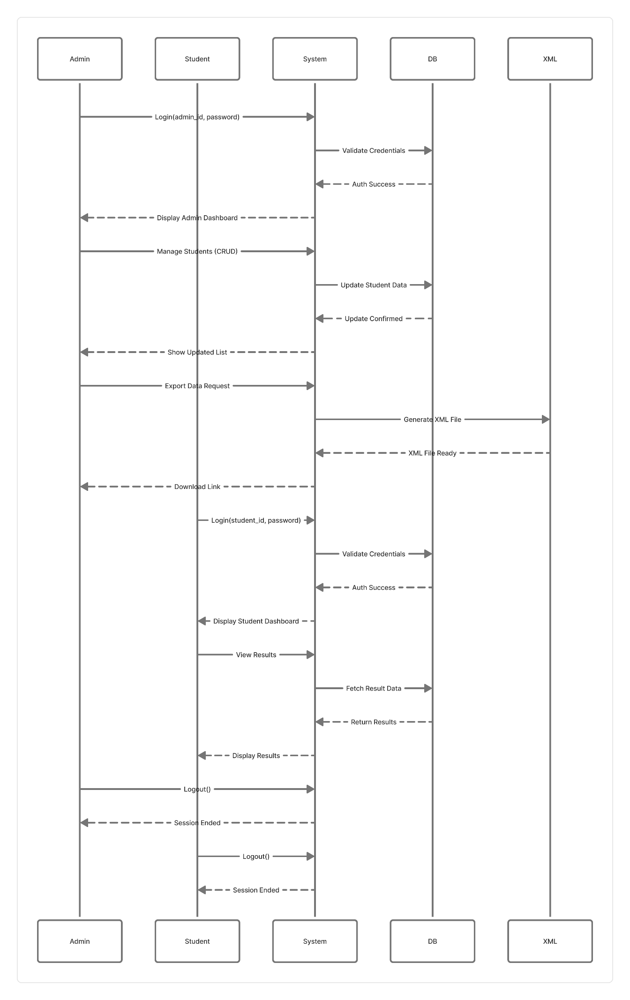 Admin
Student
System
DB
XML
Login(admin_id, password)
Validate Credentials
Auth Success
Display Admin Dashboard
Manage Students (CRUD)
Update Student Data
Update Confirmed
Show Updated List
Export Data Request
Generate XML File
XML File Ready
Download Link
Login(student_id, password)
Validate Credentials
Auth Success
Display Student Dashboard
View Results
Fetch Result Data
Return Results
Display Results
Logout()
Session Ended
Logout()
Session Ended
Admin
Student
System
DB
XML